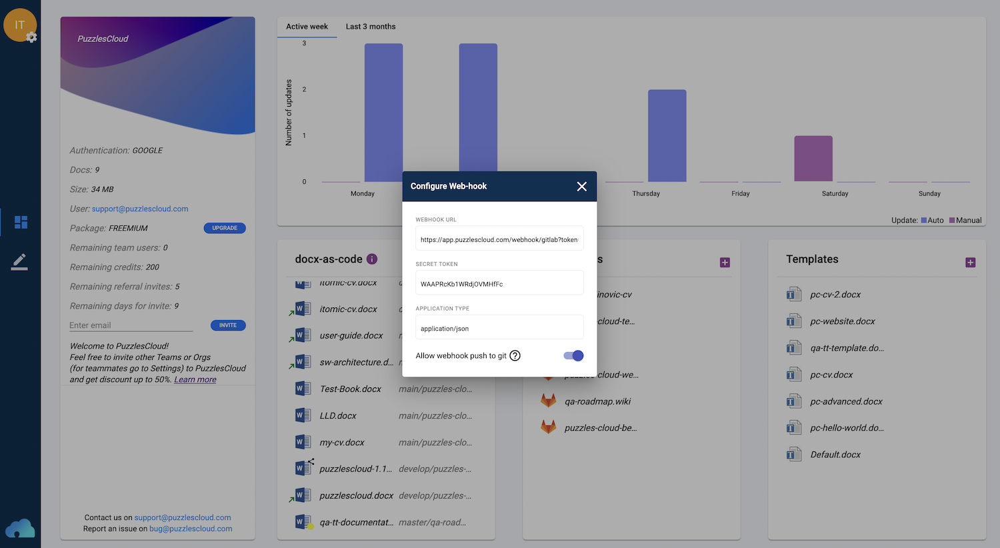 IT
PuzzlesCloud
Authentication: GOOGLE
Docs: 9
Size: 34 MB
User: support@puzzlescloud.com
Package: FREEMIUM
UPGRADE
Remaining team users: 0
Remaining credits: 200
Remaining referral invites: 5
Remaining days for invite: 9
Enter email
INVITE
Welcome to PuzzlesCloud!
Feel free to invite other Teams or Orgs
(for teammates go to Settings) to PuzzlesCloud
and get discount up to 50%. Learn more
Contact us on support@puzzlescloud.com
Report an issue on bug@puzzlescloud.com
Active week
Last 3 months
Number of updates
3
2
1
0
Monday
Thursday
Friday
Saturday
Sunday
Update: Auto Manual
Configure Web-hook
WEBHOOK URL
https://app.puzzlescloud.com/webhook/gitlab?token
SECRET TOKEN
WAAPRcKb1WRdjOVMHfFc
APPLICATION TYPE
application/json
Allow webhook push to git ?
docx-as-code i
itomic-cv.docx
itomic-cv.docx
user-guide.docx
sw-architecture.d...
Test-Book.docx main/puzzles-clo...
LLD.docx main/puzzles-clo...
my-cv.docx main/puzzles-clo...
puzzlescloud-1.1... develop/puzzles-...
puzzlescloud.docx develop/puzzles-...
qa-tt-documentat... master/qa-road...
s
inovic-cv
-cloud-te...
puzzles-cloud-we...
qa-roadmap.wiki
puzzles-cloud-be...
Templates
pc-cv-2.docx
pc-website.docx
qa-tt-template.do...
pc-cv.docx
pc-advanced.docx
pc-hello-world.do...
Default.docx